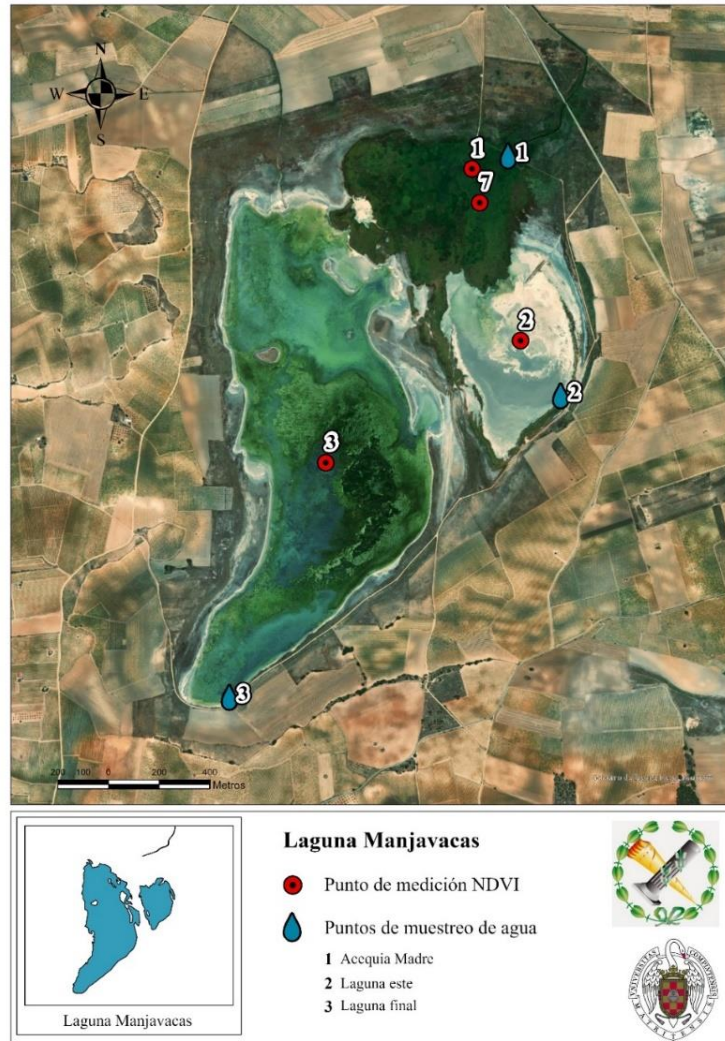 N
W E
S
1
1
7
2
2
3
3
200 100 0 200 400
Metros
Laguna Manjavacas
Laguna Manjavacas
Punto de medición NDVI
Puntos de muestreo de agua
1 Acequia Madre
2 Laguna este
3 Laguna final